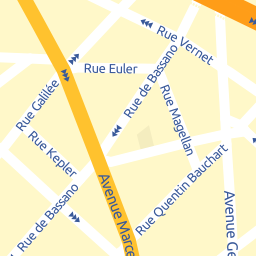 Rue Vernet
Rue Euler
Rue de Bassano
Rue Galilée
Rue Magellan
Rue Kepler
Rue Quentin Bauchart
Avenue Marce
Rue de Bassano
Avenue Ge